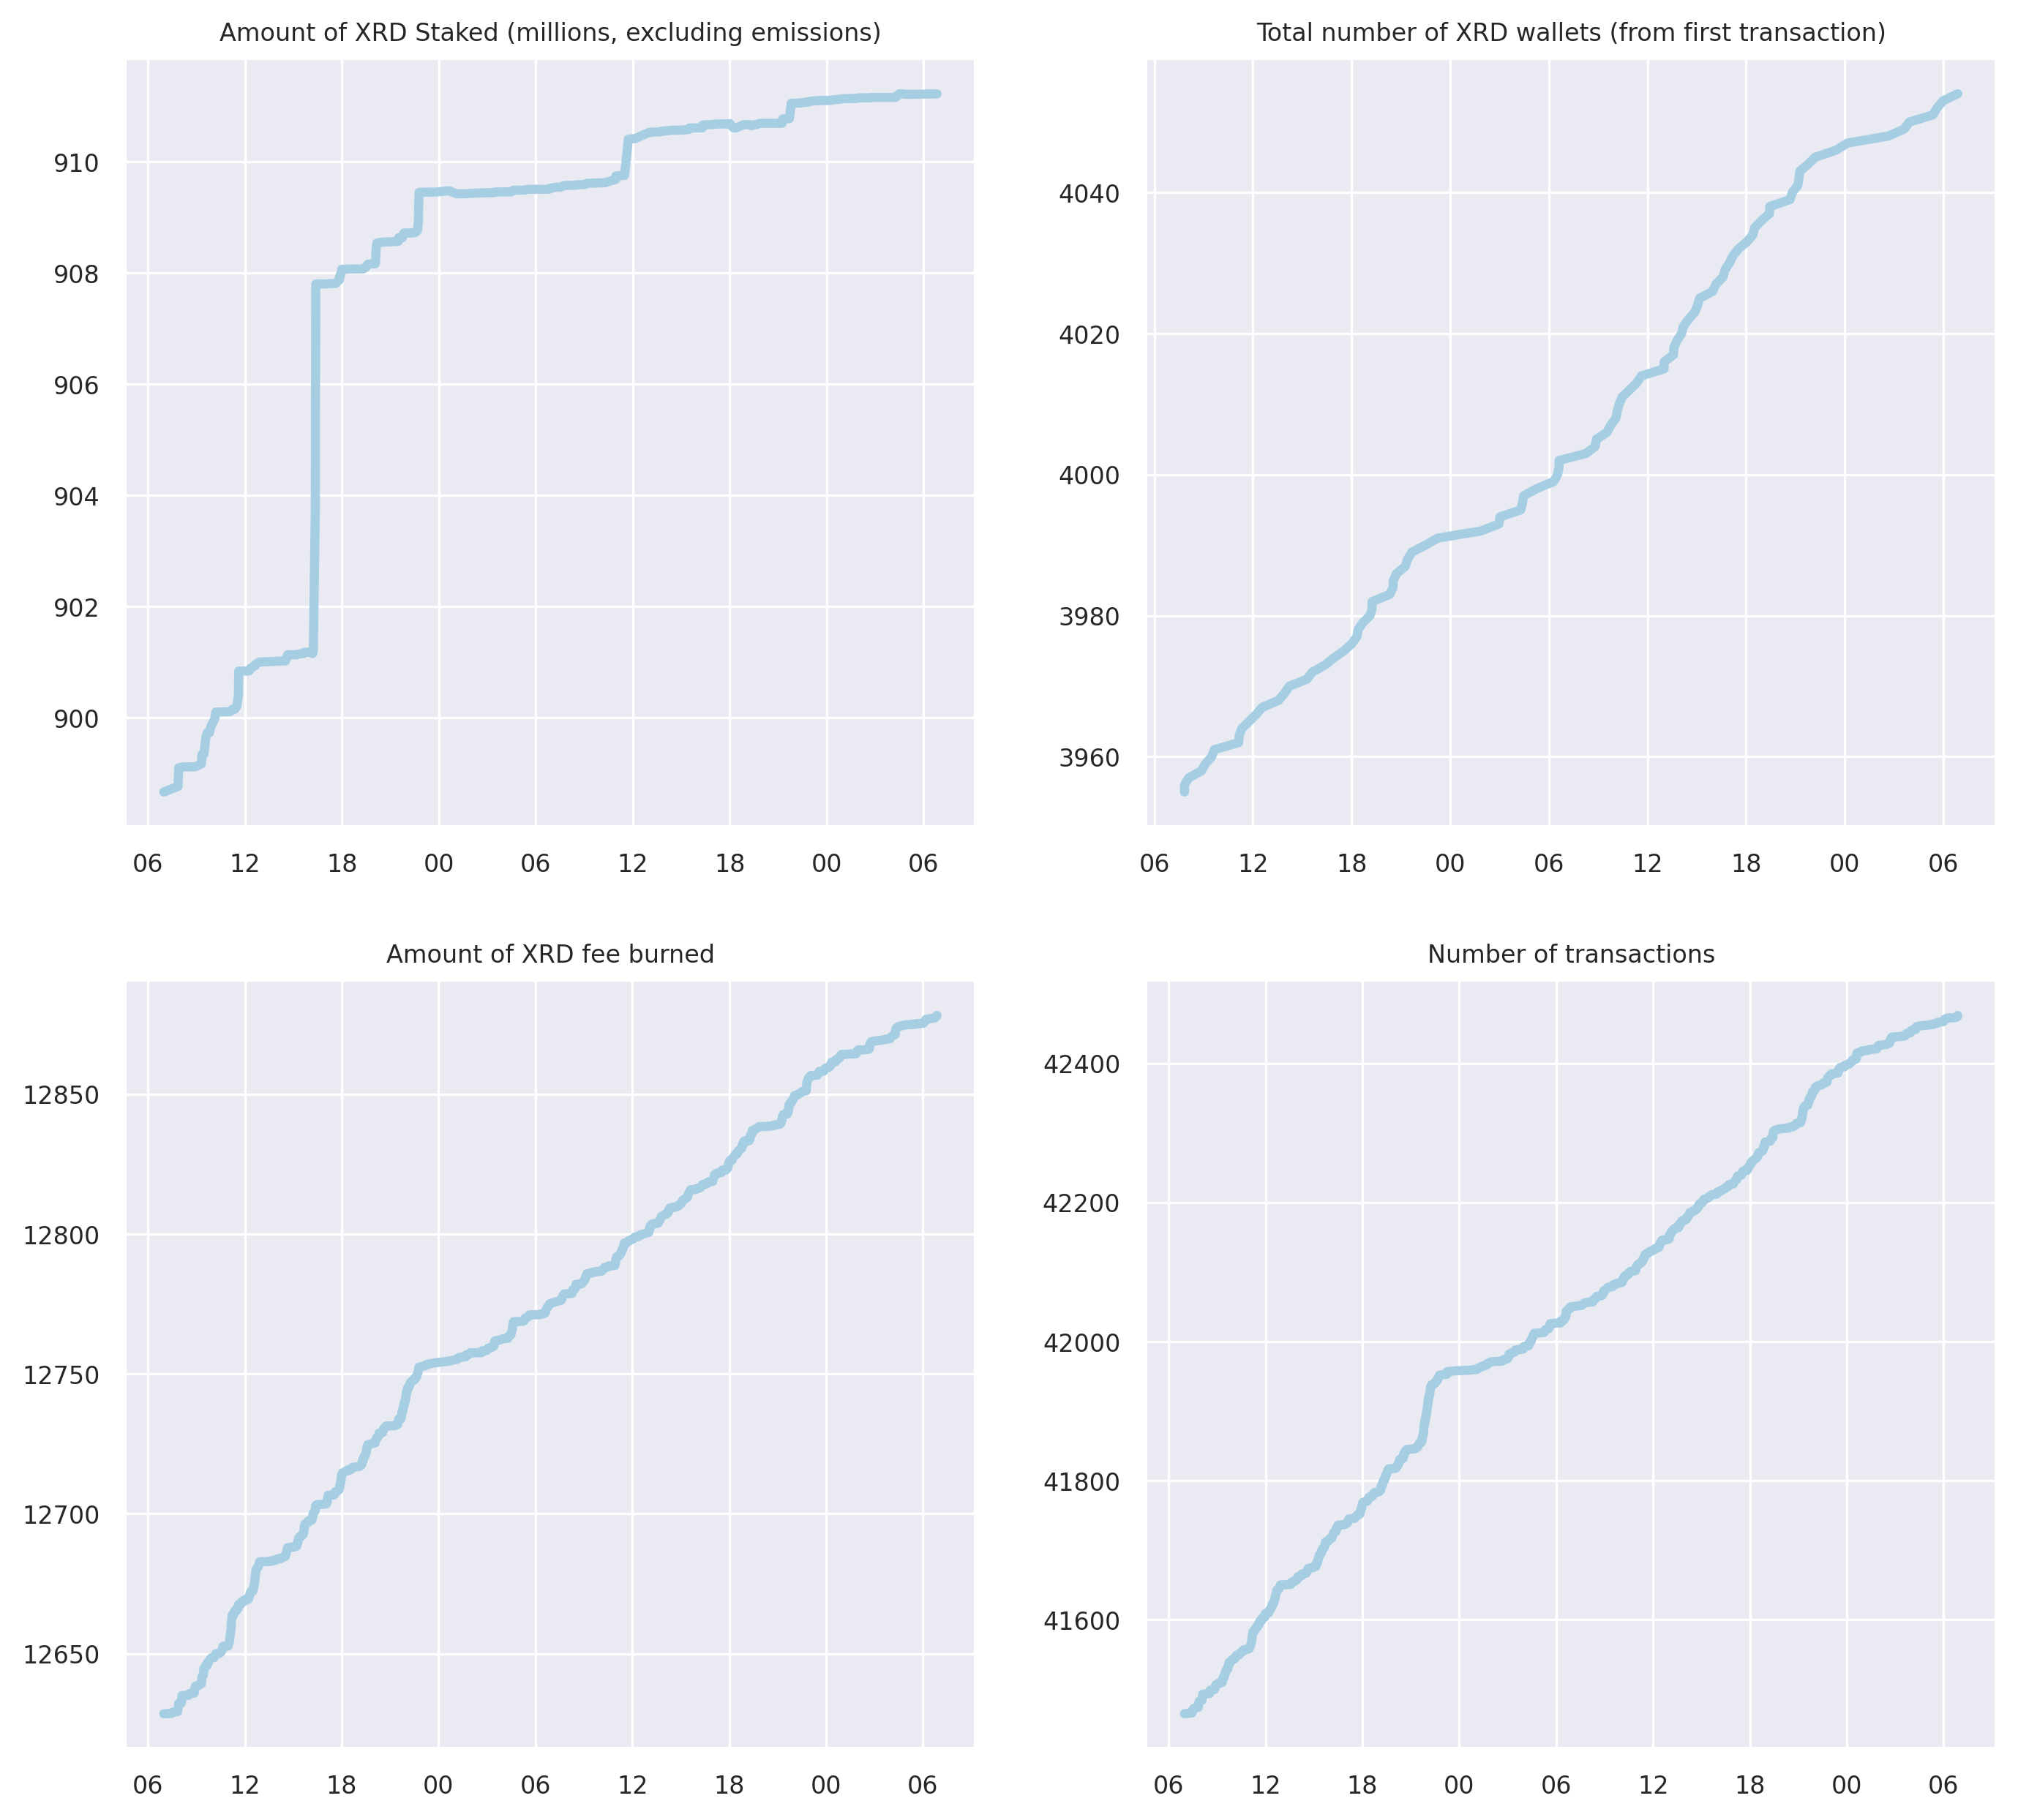 Amount of XRD Staked (millions, excluding emissions)
910
908
906
904
902
900
06 12 18 00 06 12 18 00 06
Total number of XRD wallets (from first transaction)
4040
4020
4000
3980
3960
06 12 18 00 06 12 18 00 06
Amount of XRD fee burned
12850
12800
12750
12700
12650
06 12 18 00 06 12 18 00 06
Number of transactions
42400
42200
42000
41800
41600
06 12 18 00 06 12 18 00 06